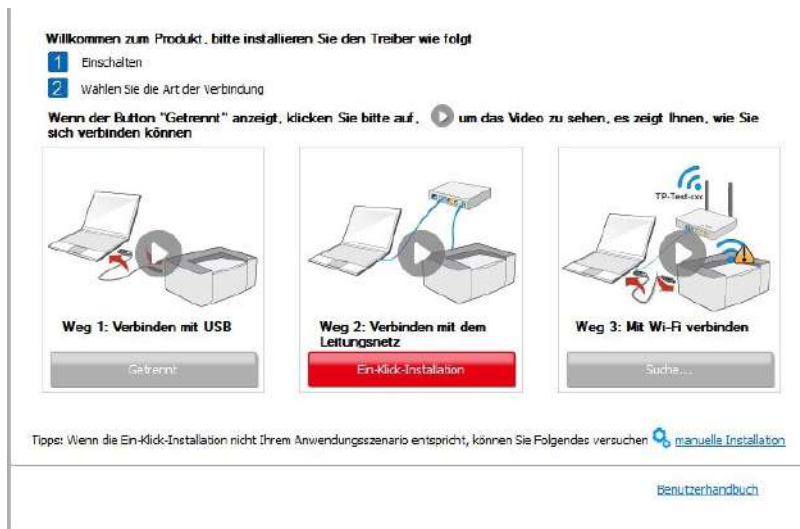 Willkommen zum Produkt, bitte installieren Sie den Treiber wie folgt
1 Einschalten
2 Wählen Sie die Art der Verbindung
Wenn der Button "Getrennt" anzeigt, klicken Sie bitte auf, um das Video zu sehen, es zeigt Ihnen, wie Sie
sich verbinden können
TP-Test-xxx
Weg 1: Verbinden mit USB
Getrennt
Weg 2: Verbinden mit dem
Leitungsnetz
Ein-Klick-Installation
Weg 3: Mit Wi-Fi verbinden
Suche...
Tipps: Wenn die Ein-Klick-Installation nicht Ihrem Anwendungsszenario entspricht, können Sie Folgendes versuchen manuelle Installation
Benutzerhandbuch